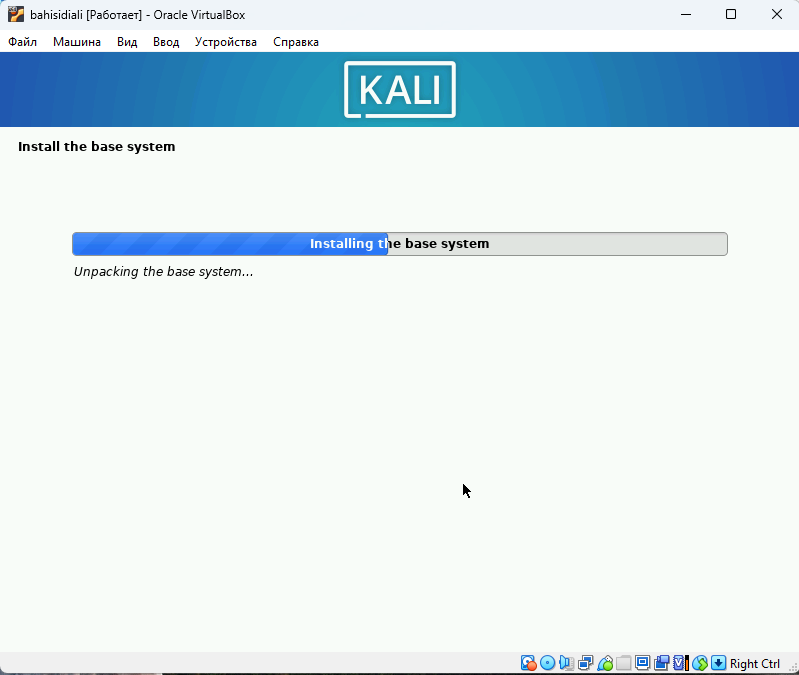 bahisidiali [Работает] - Oracle VirtualBox
Файл Машина Вид Ввод Устройства Справка
KALI
Install the base system
Installing the base system
Unpacking the base system...
Right Ctrl